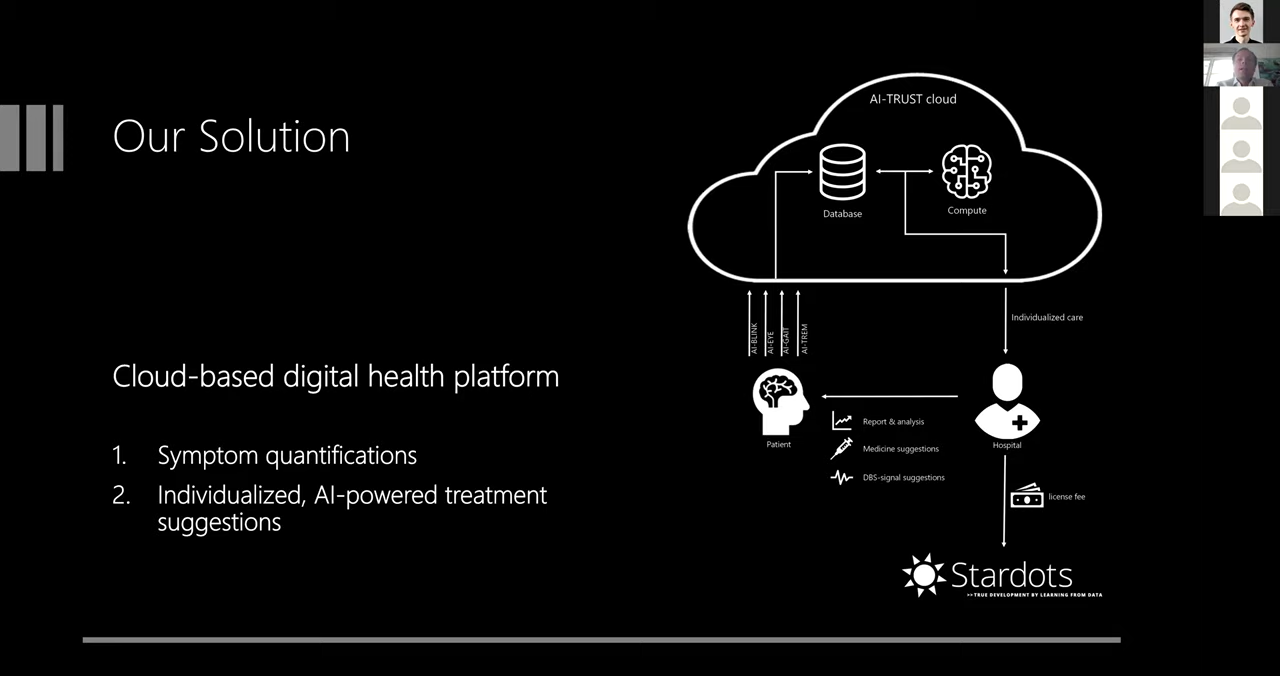 Our Solution
Cloud-based digital health platform
1. Symptom quantifications
2. Individualized, AI-powered treatment
suggestions
AI-TRUST cloud
Database
Compute
AI-BLINK
AI-EYE
AI-GAIT
AI-TREM
Individualized care
Patient
Report & analysis
Medicine suggestions
DBS-signal suggestions
Hospital
license fee
Stardots
>> TRUE DEVELOPMENT BY LEARNING FROM DATA